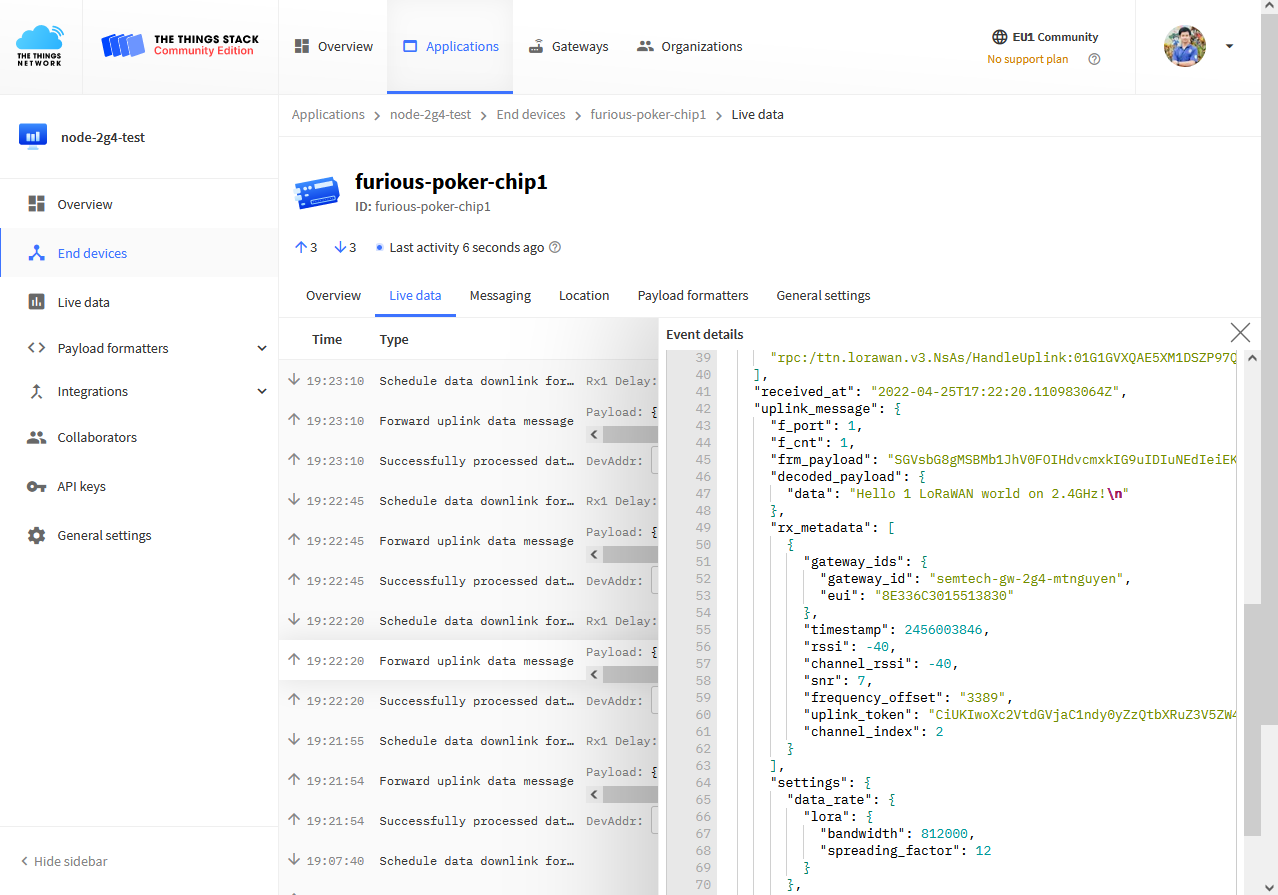 THE THINGS NETWORK
THE THINGS STACK
Community Edition
Overview
Applications
Gateways
Organizations
EU1 Community
No support plan
Applications > node-2g4-test > End devices > furious-poker-chip1 > Live data
node-2g4-test
Overview
End devices
Live data
Payload formatters
Integrations
Collaborators
API keys
General settings
Hide sidebar
furious-poker-chip1
ID: furious-poker-chip1
3 3 Last activity 6 seconds ago
Overview Live data Messaging Location Payload formatters General settings
Time Type
19:23:10 Schedule data downlink for… Rx1 Delay:
19:23:10 Forward uplink data message Payload: {
19:23:10 Successfully processed dat… DevAddr:
19:22:45 Schedule data downlink for… Rx1 Delay:
19:22:45 Forward uplink data message Payload: {
19:22:45 Successfully processed dat… DevAddr:
19:22:20 Schedule data downlink for… Rx1 Delay:
19:22:20 Forward uplink data message Payload: {
19:22:20 Successfully processed dat… DevAddr:
19:21:55 Schedule data downlink for… Rx1 Delay:
19:21:54 Forward uplink data message Payload: {
19:21:54 Successfully processed dat… DevAddr:
19:07:40 Schedule data downlink for…
Event details
39 "rpc:/ttn.lorawan.v3.NsAs/HandleUplink:01G1GVXQAE5XM1DSZP97Q
40 ],
41 "received_at": "2022-04-25T17:22:20.110983064Z",
42 "uplink_message": {
43 "f_port": 1,
44 "f_cnt": 1,
45 "frm_payload": "SGVsbG8gMSBMb1JhV0FOIHdvcmxkIG9uIDIuNEdIeiEK
46 "decoded_payload": {
47 "data": "Hello 1 LoRaWAN world on 2.4GHz!\n"
48 },
49 "rx_metadata": [
50 {
51 "gateway_ids": {
52 "gateway_id": "semtech-gw-2g4-mtnguyen",
53 "eui": "8E336C3015513830"
54 },
55 "timestamp": 2456003846,
56 "rssi": -40,
57 "channel_rssi": -40,
58 "snr": 7,
59 "frequency_offset": "3389",
60 "uplink_token": "CiUKIwoXc2VtdGVjaC1ndy0yZzQtbXRuZ3V5ZW4
61 "channel_index": 2
62 }
63 ],
64 "settings": {
65 "data_rate": {
66 "lora": {
67 "bandwidth": 812000,
68 "spreading_factor": 12
69 }
70 },